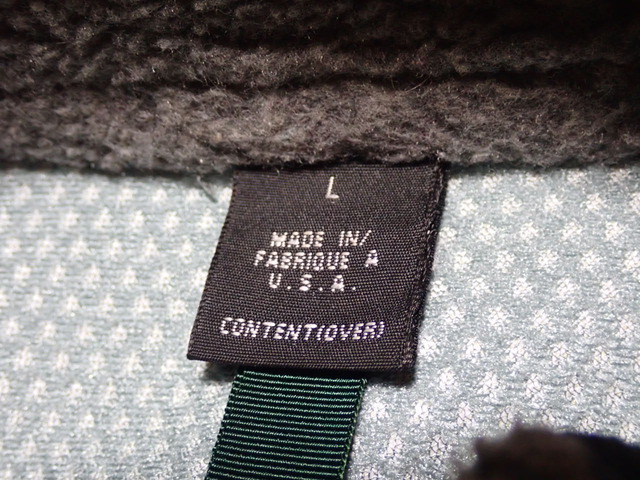 L
MADE IN/
FABRIQUE A
U.S.A.
CONTENT(OVER)